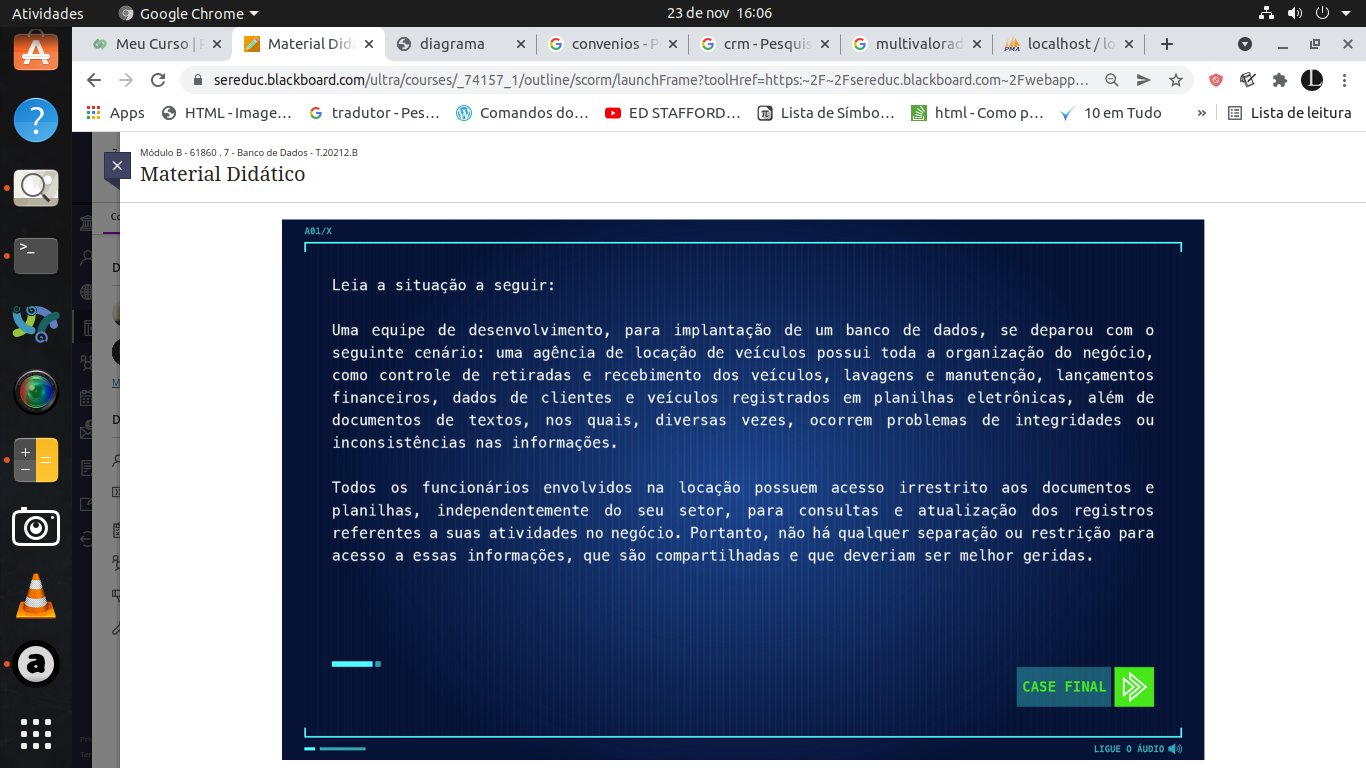 Atividades Google Chrome 23 de nov 16:06
Meu Curso | Material Didá diagrama convenios - P crm - Pesquis multivalorad localhost / lo
sereduc.blackboard.com/ultra/courses/_74157_1/outline/scorm/launchFrame?toolHref=https:~2F~2Fsereduc.blackboard.com~2Fwebapp…
Apps HTML - Image… tradutor - Pes… Comandos do… ED STAFFORD… Lista de Símbo… html - Como p… 10 em Tudo » Lista de leitura
Módulo B - 61860 . 7 - Banco de Dados - T.20212.B
Material Didático
A01/X
Leia a situação a seguir:
Uma equipe de desenvolvimento, para implantação de um banco de dados, se deparou com o
seguinte cenário: uma agência de locação de veículos possui toda a organização do negócio,
como controle de retiradas e recebimento dos veículos, lavagens e manutenção, lançamentos
financeiros, dados de clientes e veículos registrados em planilhas eletrônicas, além de
documentos de textos, nos quais, diversas vezes, ocorrem problemas de integridades ou
inconsistências nas informações.
Todos os funcionários envolvidos na locação possuem acesso irrestrito aos documentos e
planilhas, independentemente do seu setor, para consultas e atualização dos registros
referentes a suas atividades no negócio. Portanto, não há qualquer separação ou restrição para
acesso a essas informações, que são compartilhadas e que deveriam ser melhor geridas.
CASE FINAL
LIGUE O ÁUDIO